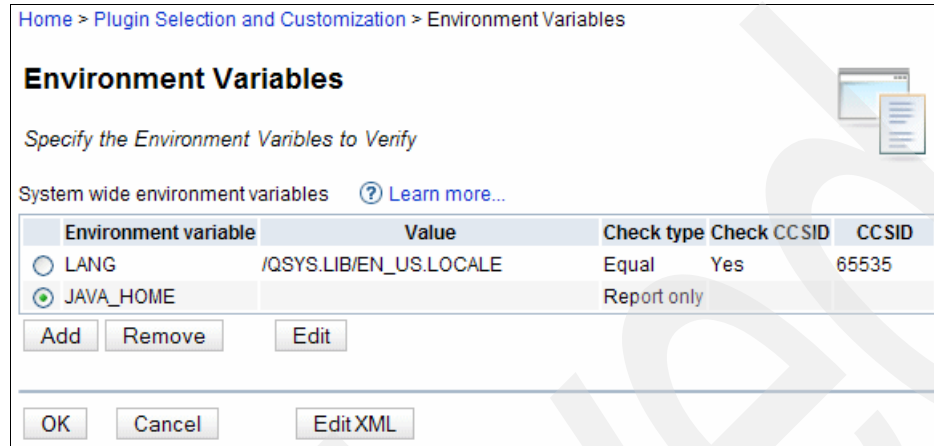 Home > Plugin Selection and Customization > Environment Variables
Environment Variables
Specify the Environment Varibles to Verify
System wide environment variables ? Learn more...
Environment variable Value Check type Check CCSID CCSID
LANG /QSYS.LIB/EN_US.LOCALE Equal Yes 65535
JAVA_HOME Report only
Add Remove Edit
OK Cancel Edit XML